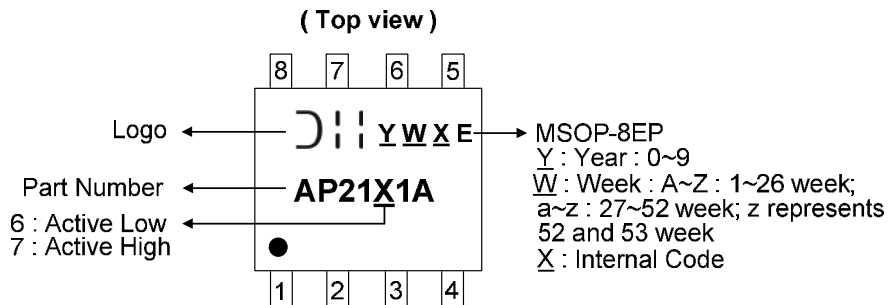 ( Top view )
8 7 6 5
Logo
Y W X E
MSOP-8EP
Y : Year : 0~9
W : Week : A~Z : 1~26 week;
a~z : 27~52 week; z represents
52 and 53 week
X : Internal Code
Part Number
AP21X1A
6 : Active Low
7 : Active High
1 2 3 4